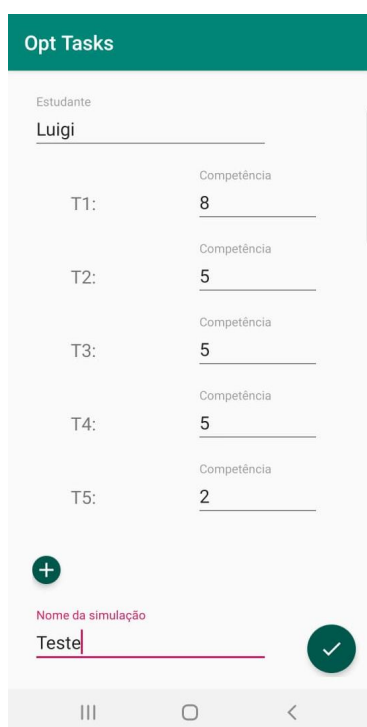 Opt Tasks
Estudante
Luigi
Competência
T1: 8
Competência
T2: 5
Competência
T3: 5
Competência
T4: 5
Competência
T5: 2
Nome da simulação
Teste